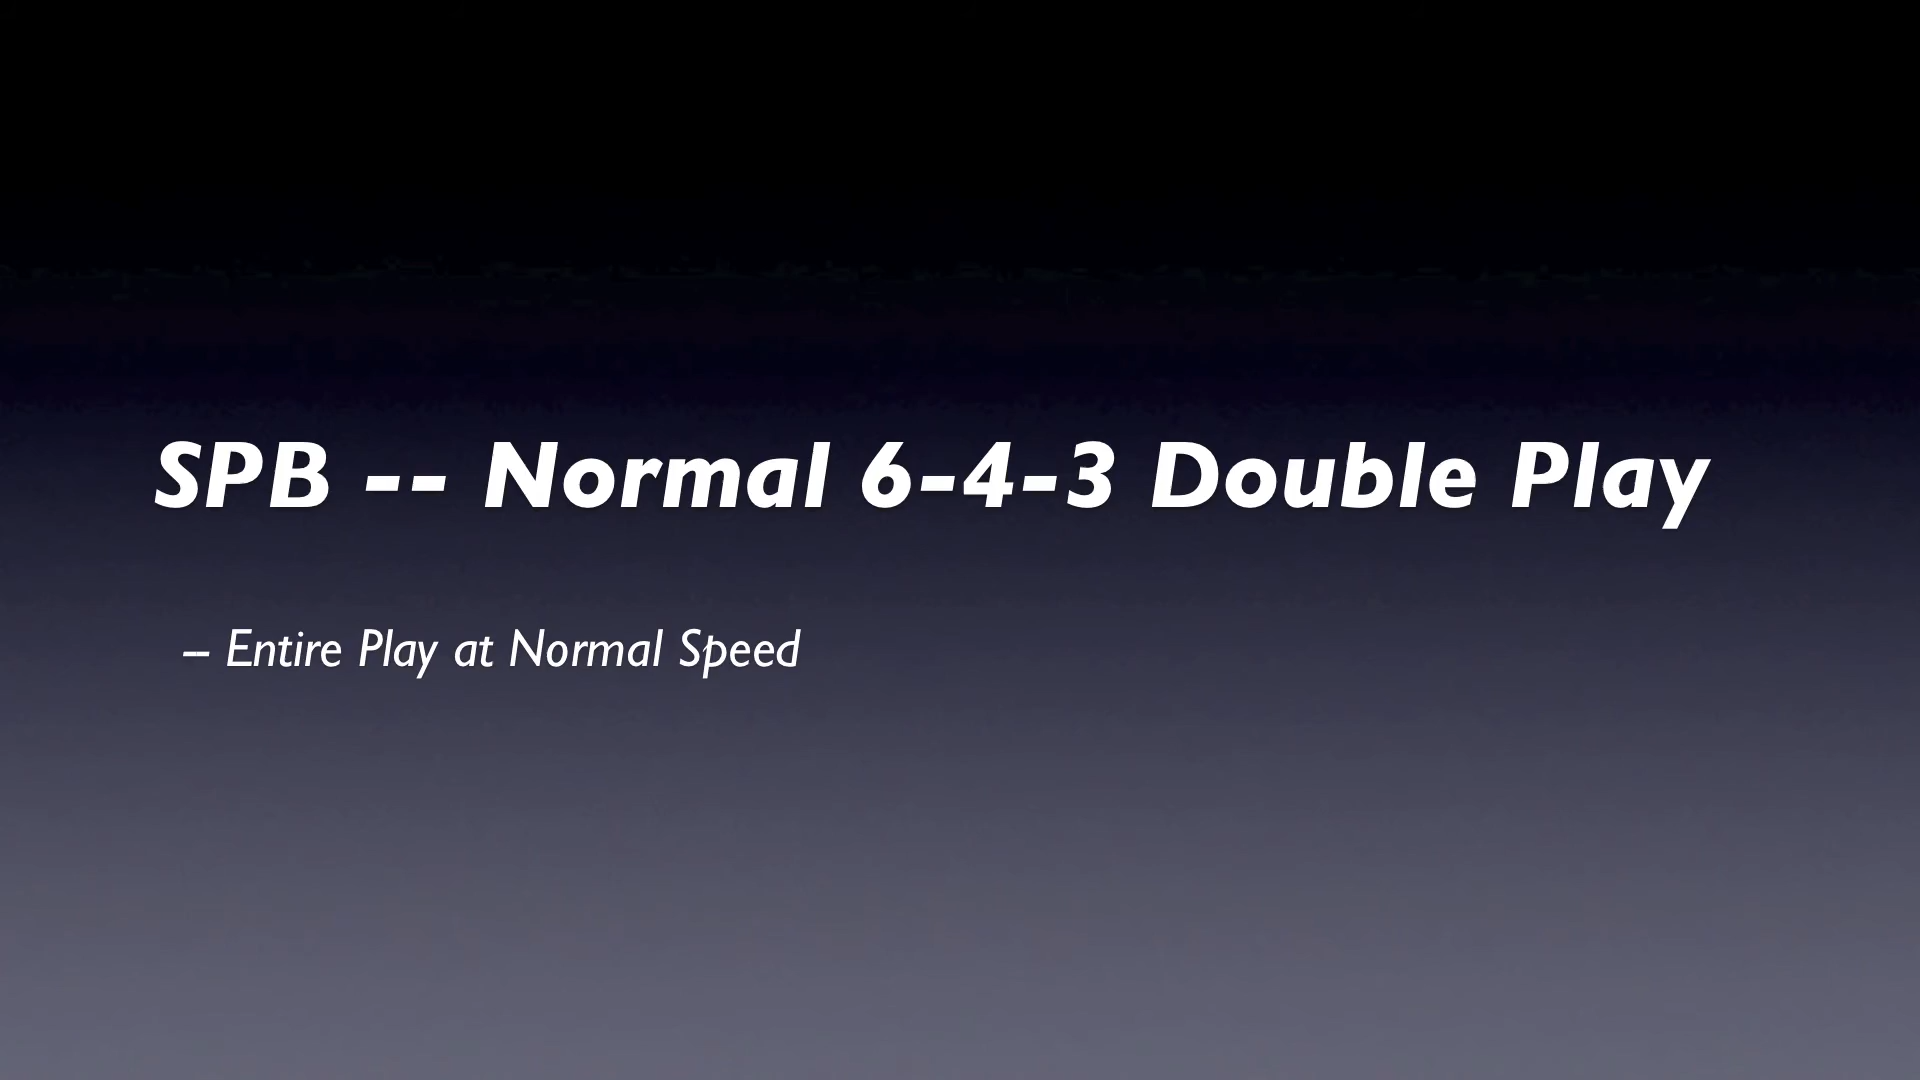 SPB -- Normal 6-4-3 Double Play
– Entire Play at Normal Speed